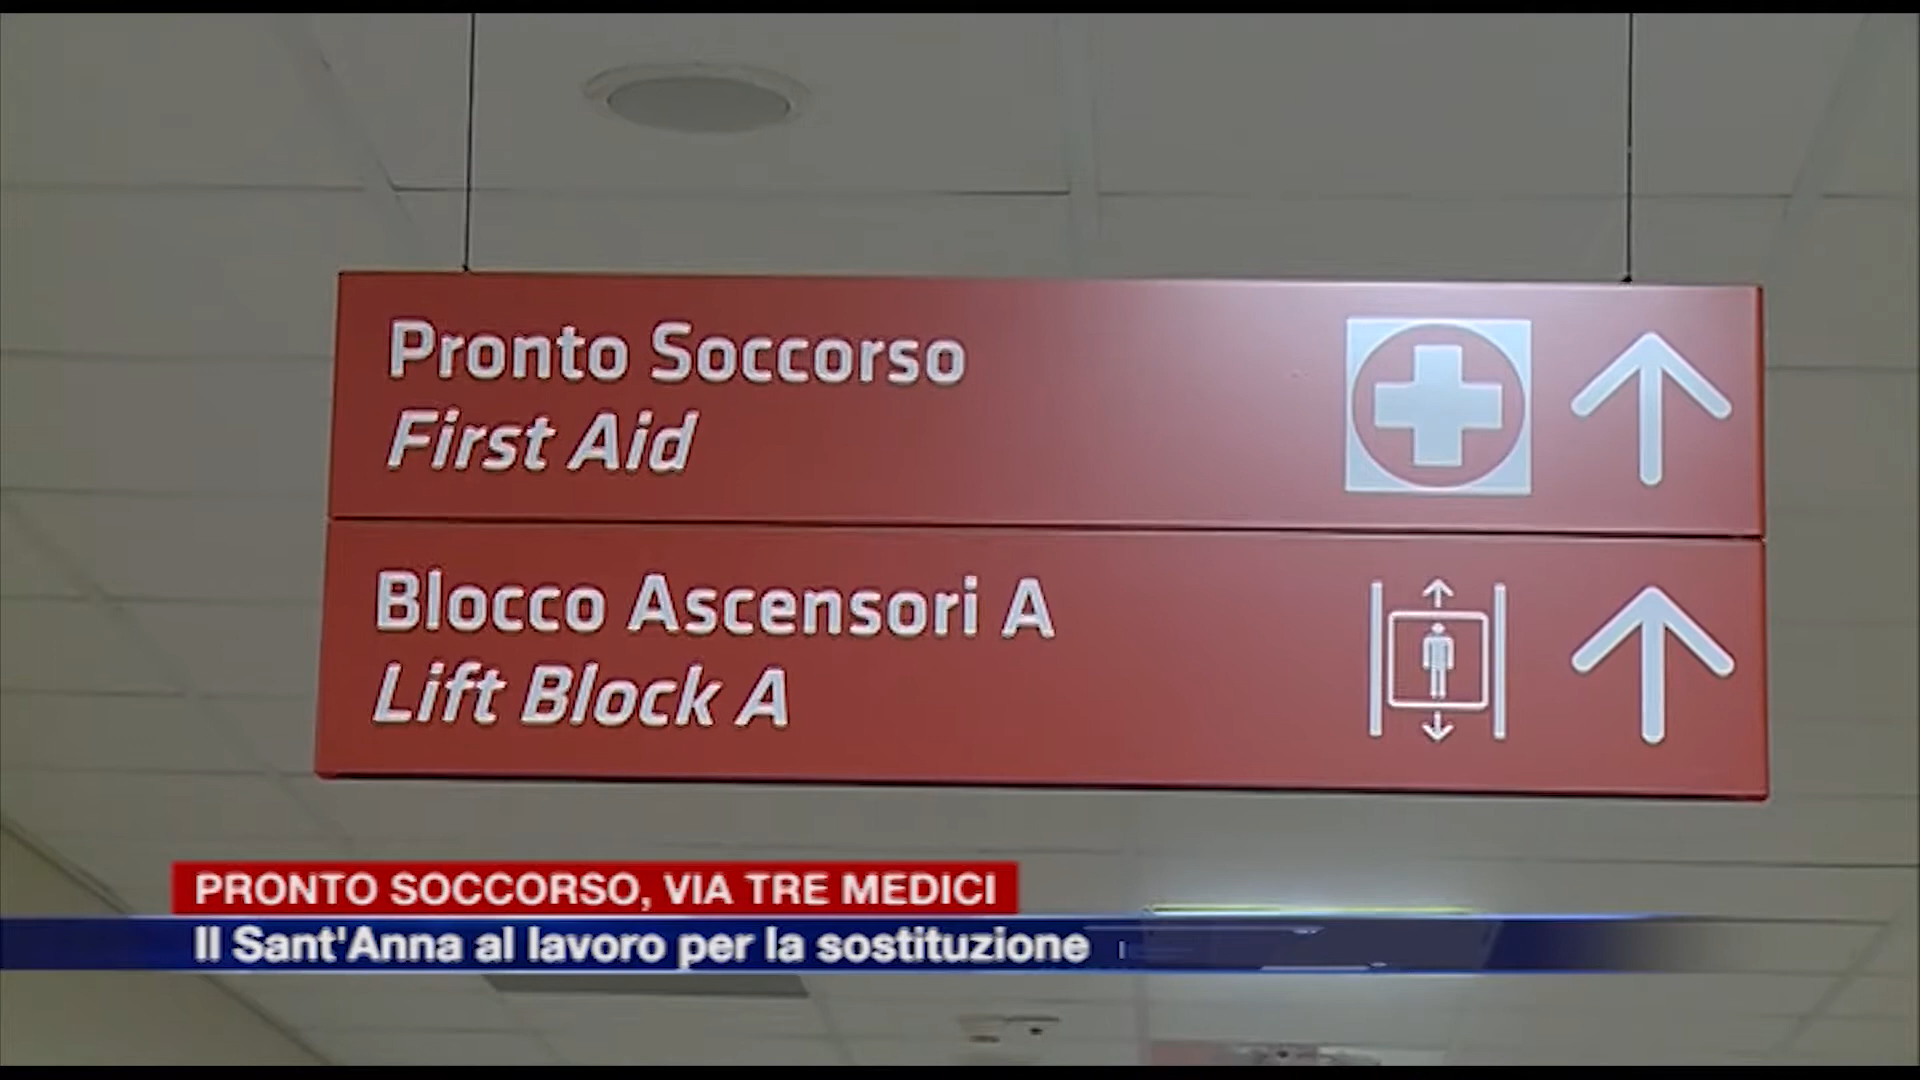 Pronto Soccorso
First Aid
Blocco Ascensori A
Lift Block A
PRONTO SOCCORSO, VIA TRE MEDICI
Il Sant'Anna al lavoro per la sostituzione